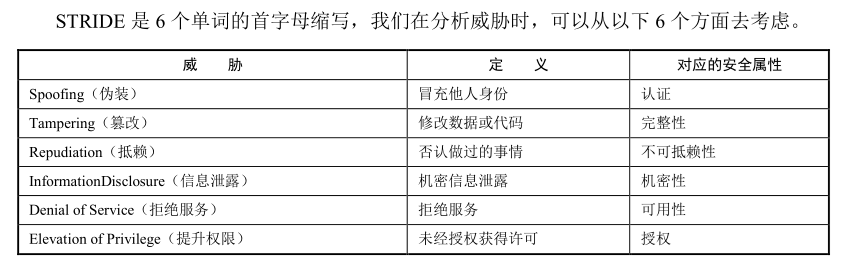 STRIDE 是 6 个单词的首字母缩写，我们在分析威胁时，可以从以下 6 个方面去考虑。
威 胁 定 义 对应的安全属性
Spoofing（伪装） 冒充他人身份 认证
Tampering（篡改） 修改数据或代码 完整性
Repudiation（抵赖） 否认做过的事情 不可抵赖性
InformationDisclosure（信息泄露） 机密信息泄露 机密性
Denial of Service（拒绝服务） 拒绝服务 可用性
Elevation of Privilege（提升权限） 未经授权获得许可 授权